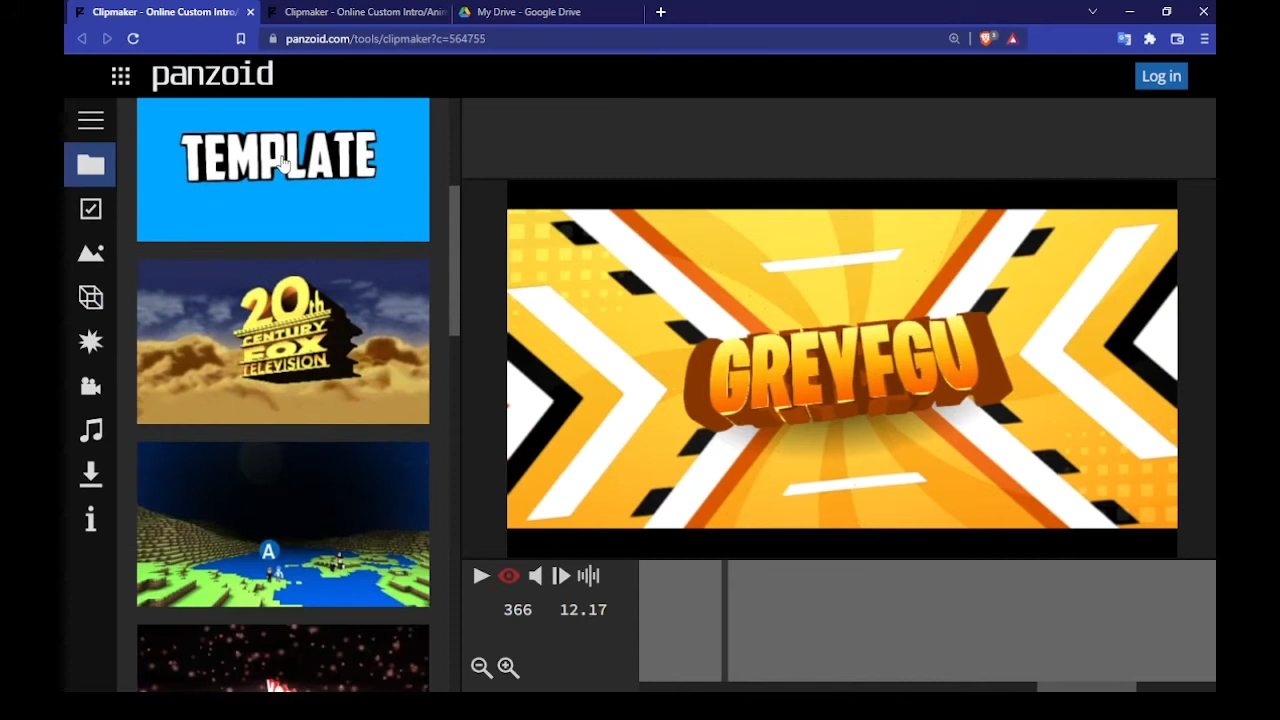 Clipmaker - Online Custom Intro/
Clipmaker - Online Custom Intro/Anin
My Drive - Google Drive
panzoid.com/tools/clipmaker?c=564755
panzoid
Log in
TEMPLATE
20th
CENTURY
FOX
TELEVISION
GREYFGU
A
366
12.17